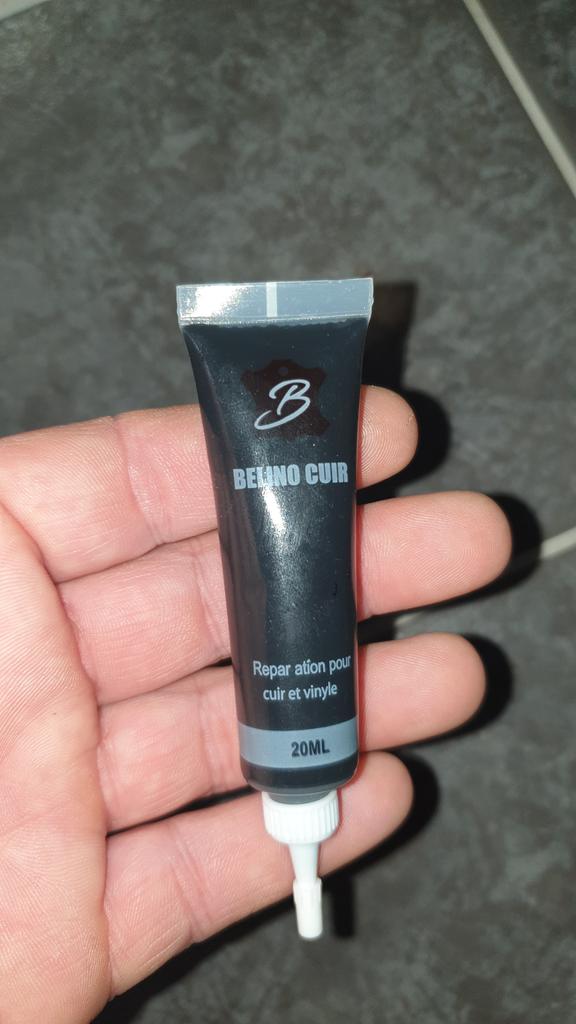 B
BELINO CUIR
Repar ation pour
cuir et vinyle
20ML